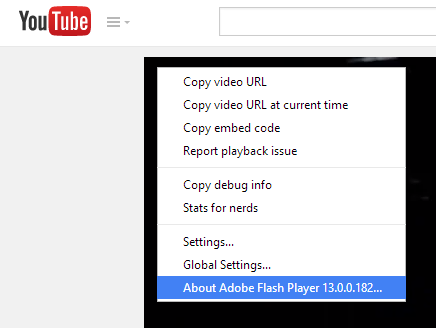 YouTube
Copy video URL
Copy video URL at current time
Copy embed code
Report playback issue
Copy debug info
Stats for nerds
Settings...
Global Settings...
About Adobe Flash Player 13.0.0.182...